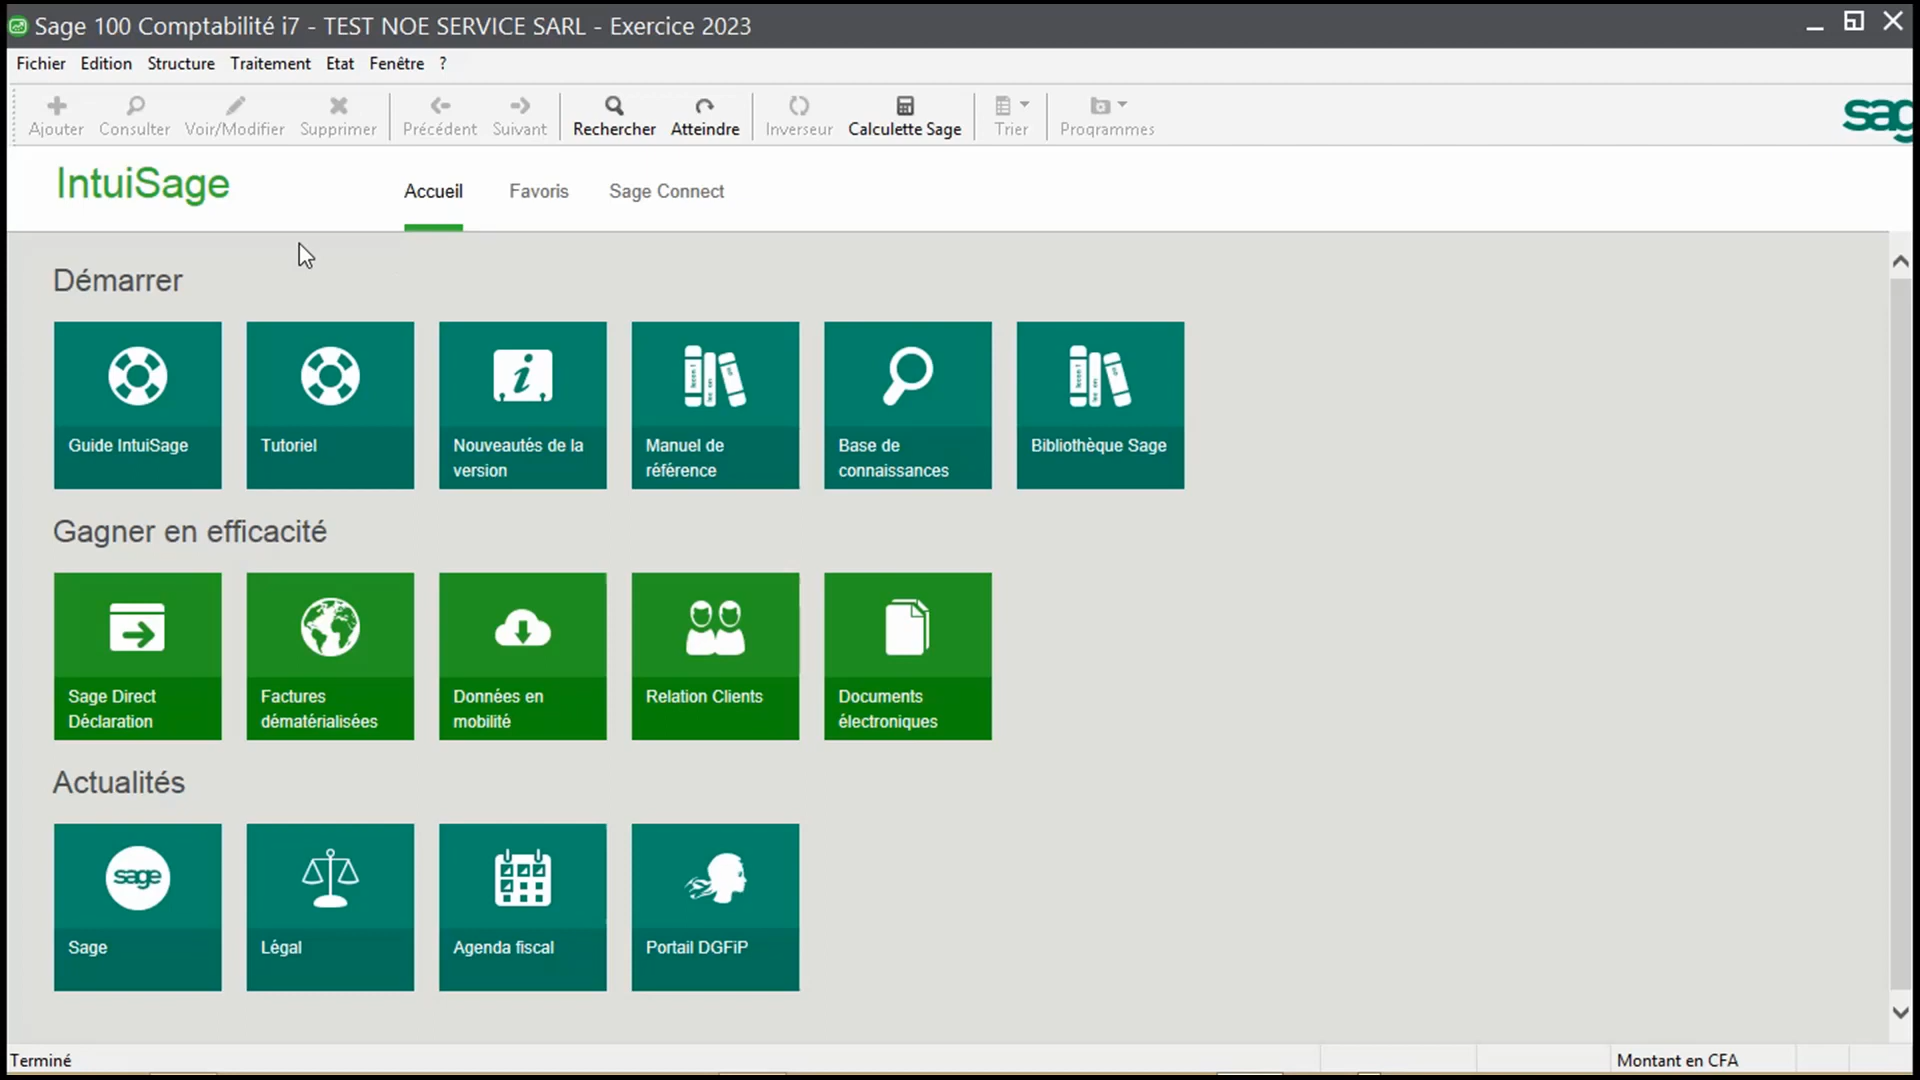 Sage 100 Comptabilité i7 - TEST NOE SERVICE SARL - Exercice 2023
Fichier Edition Structure Traitement Etat Fenêtre ?
Ajouter Consulter Voir/Modifier Supprimer Précédent Suivant Rechercher Atteindre Inverseur Calculette Sage Trier Programmes
sage
IntuiSage
Accueil Favoris Sage Connect
Démarrer
Guide IntuiSage
Tutoriel
Nouveautés de la
version
Manuel de
référence
Base de
connaissances
Bibliothèque Sage
Gagner en efficacité
Sage Direct
Déclaration
Factures
dématérialisées
Données en
mobilité
Relation Clients
Documents
électroniques
Actualités
sage
Sage
Légal
Agenda fiscal
Portail DGFiP
Terminé
Montant en CFA